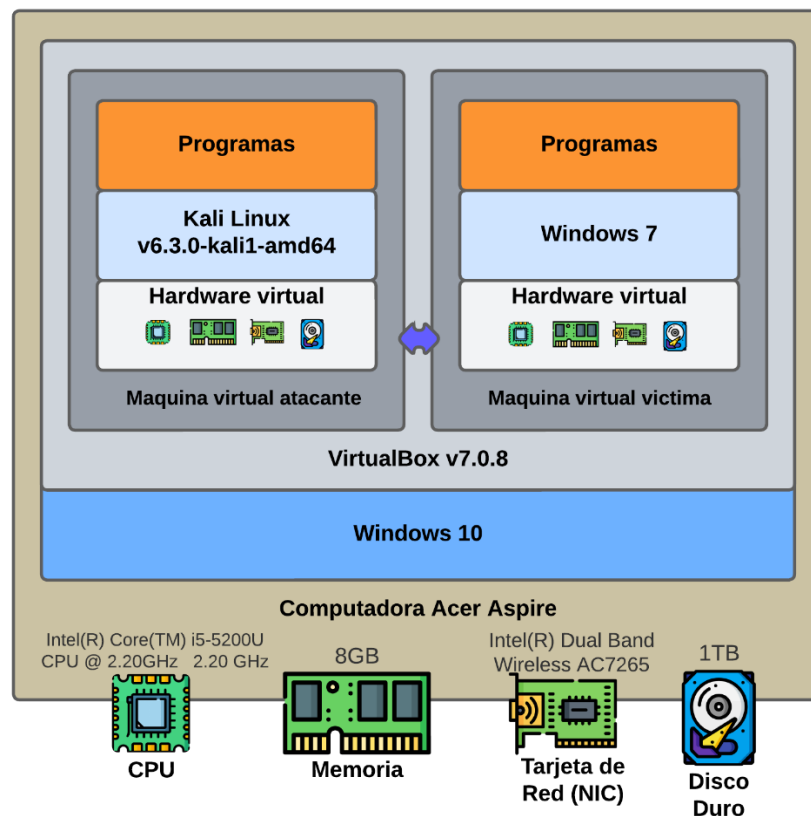 Programas
Kali Linux
v6.3.0-kali1-amd64
Hardware virtual
Maquina virtual atacante
Programas
Windows 7
Hardware virtual
Maquina virtual victima
VirtualBox v7.0.8
Windows 10
Computadora Acer Aspire
Intel(R) Core(TM) i5-5200U
CPU @ 2.20GHz 2.20 GHz
CPU
8GB
Memoria
Intel(R) Dual Band
Wireless AC7265
Tarjeta de
Red (NIC)
1TB
Disco
Duro